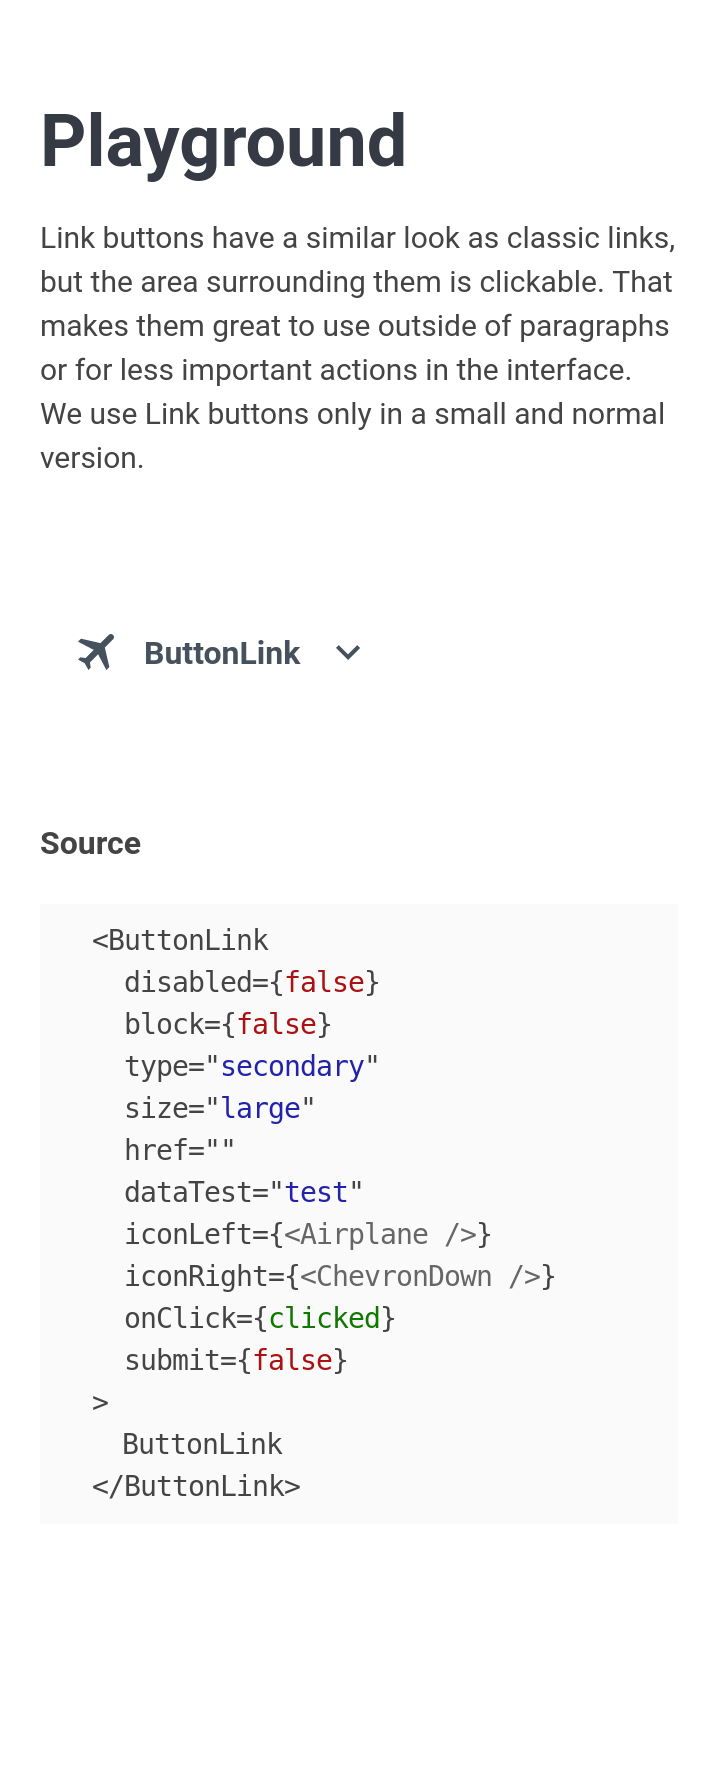 Playground
Link buttons have a similar look as classic links,
but the area surrounding them is clickable. That
makes them great to use outside of paragraphs
or for less important actions in the interface.
We use Link buttons only in a small and normal
version.
ButtonLink
Source
<ButtonLink
  disabled={false}
  block={false}
  type="secondary"
  size="large"
  href=""
  dataTest="test"
  iconLeft={<Airplane />}
  iconRight={<ChevronDown />}
  onClick={clicked}
  submit={false}
>
  ButtonLink
</ButtonLink>